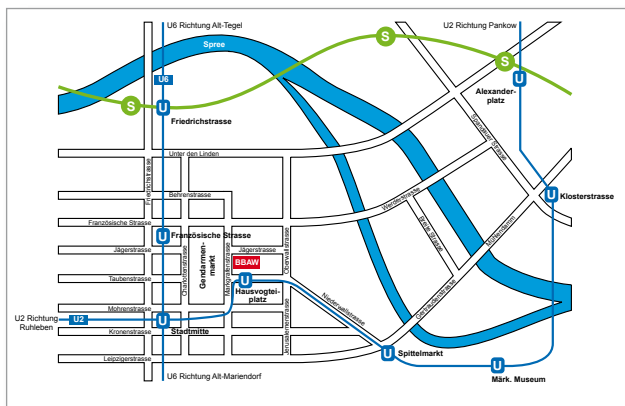 U6 Richtung Alt-Tegel
U2 Richtung Pankow
S
Spree
S
S
U6
U
Alexander-
platz
S
U
Friedrichstrasse
Spandauer Strasse
Unter den Linden
Friedrichstrasse
Behrenstrasse
Werderstrasse
U
Klosterstrasse
Französische Strasse
Breite Strasse
U
Französische Strasse
Oberwallstrasse
Mühlendamm
Jägerstrasse
Jägerstrasse
Charlottenstrasse
Gendarmen-
markt
Markgrafenstrasse
BBAW
Taubenstrasse
U
Hausvogtei-
platz
Niederwallstrasse
Gertraudenstrasse
Mohrenstrasse
U2 Richtung
Ruhleben
U2
U
Stadtmitte
Kronenstrasse
Jerusalemerstrasse
Leipzigerstrasse
U
Spittelmarkt
U
Märk. Museum
U6 Richtung Alt-Mariendorf